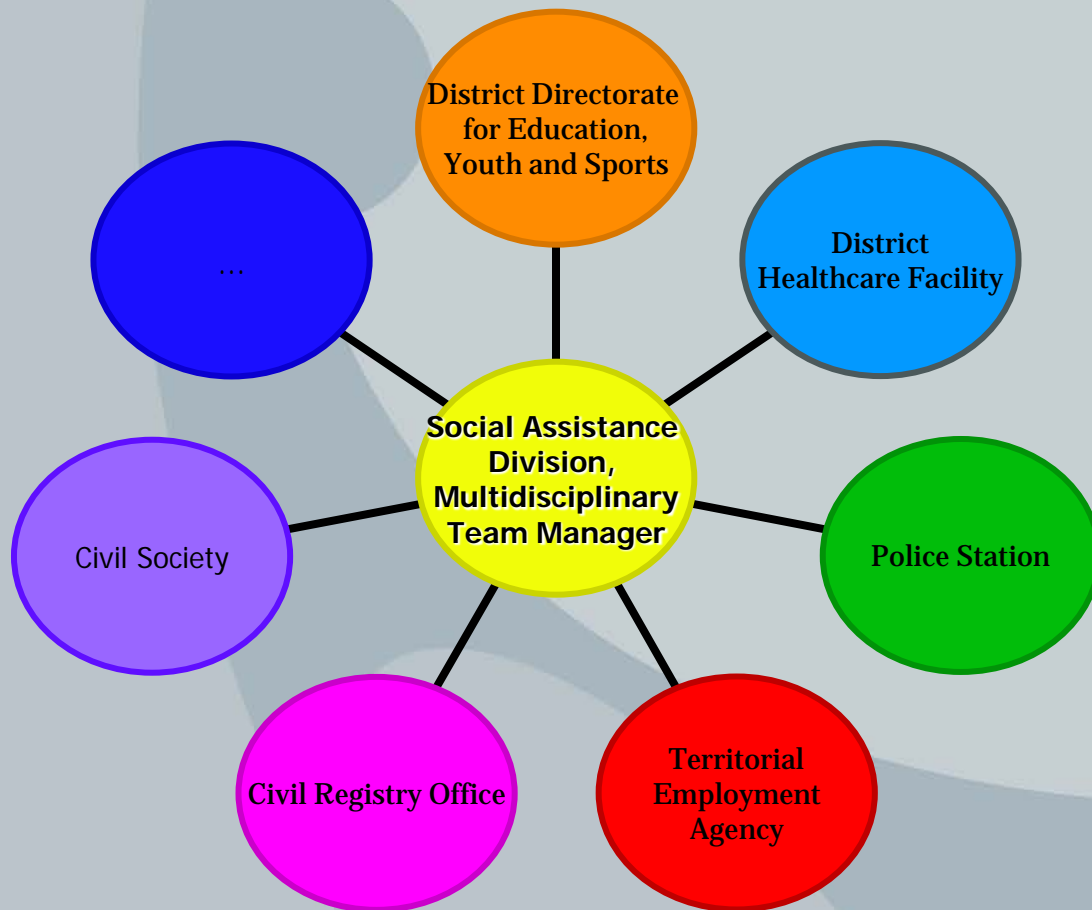 District Directorate
for Education,
Youth and Sports
...
District
Healthcare Facility
Social Assistance
Division,
Multidisciplinary
Team Manager
Civil Society
Police Station
Civil Registry Office
Territorial
Employment
Agency